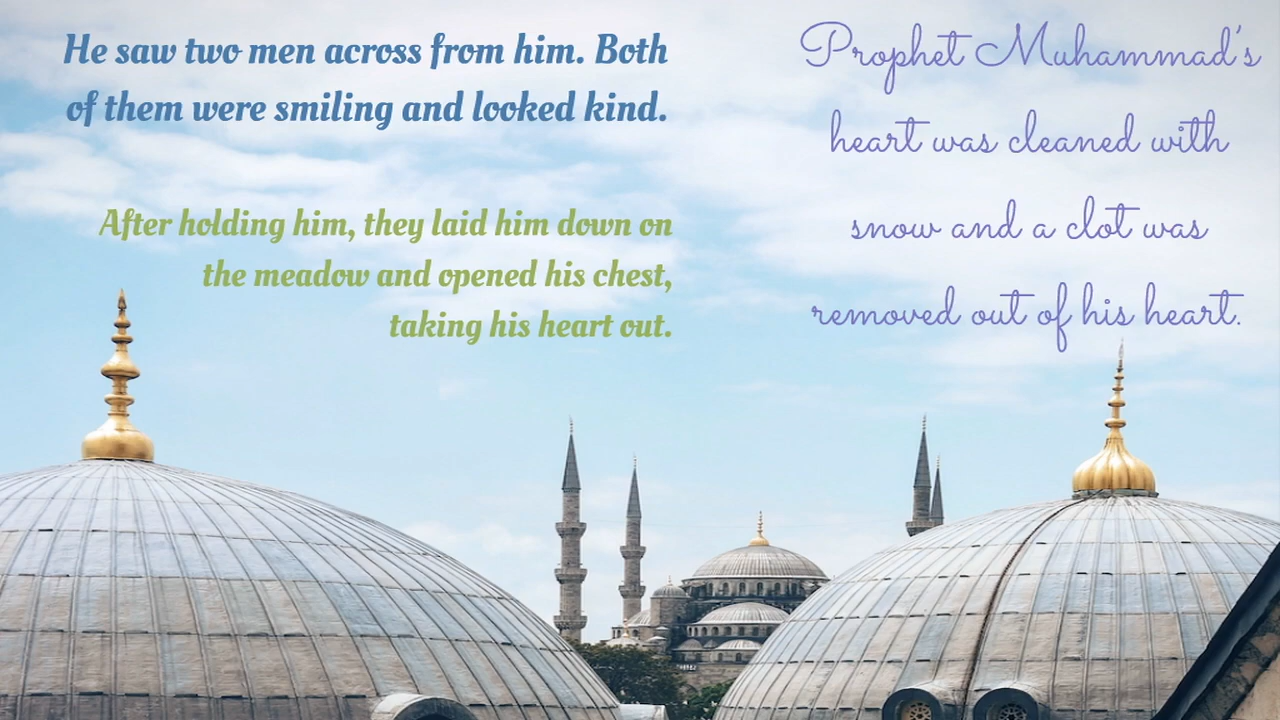 He saw two men across from him. Both
of them were smiling and looked kind.
After holding him, they laid him down on
the meadow and opened his chest,
taking his heart out.
Prophet Muhammad's
heart was cleaned with
snow and a clot was
removed out of his heart.